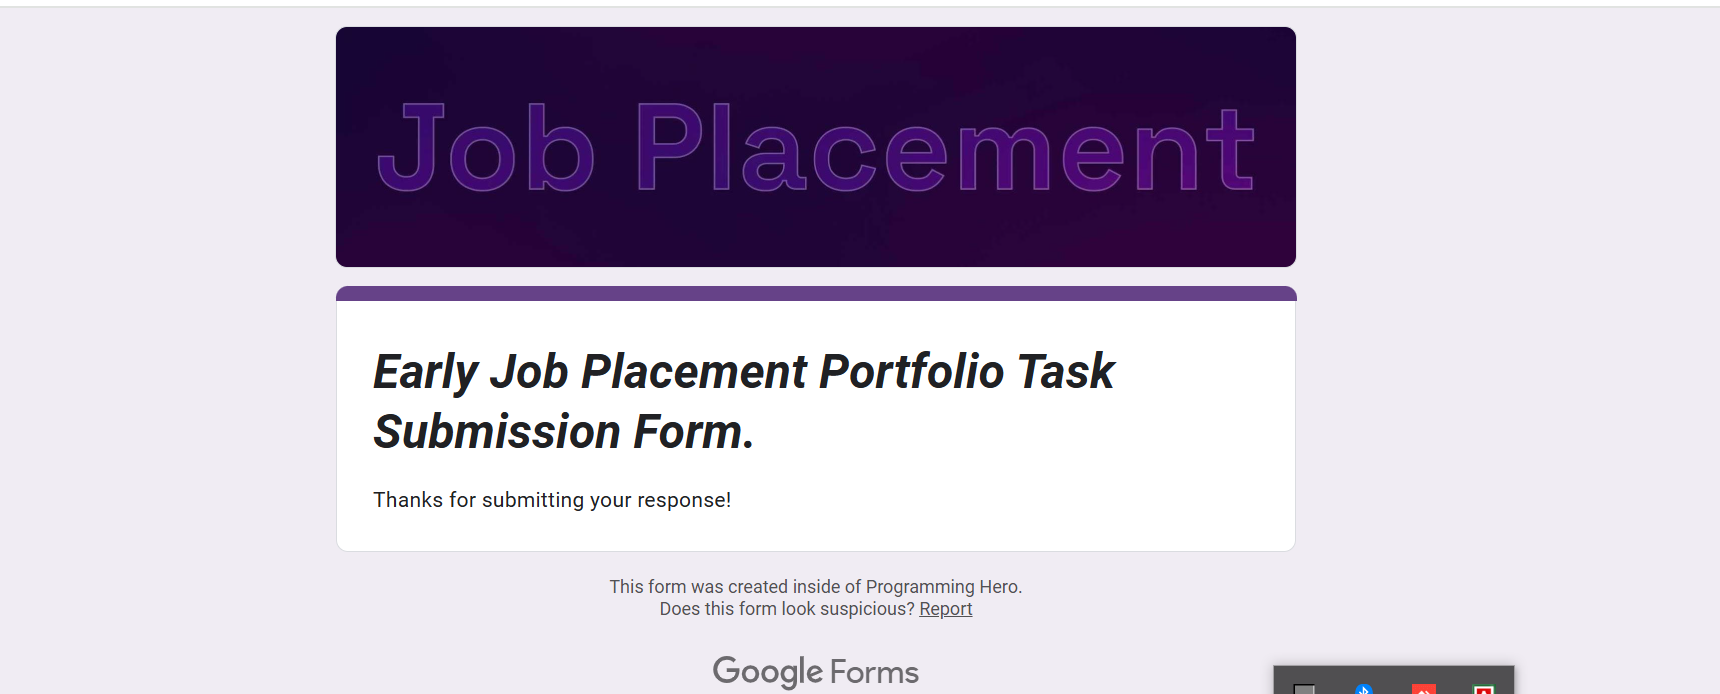 Job Placement
Early Job Placement Portfolio Task
Submission Form.
Thanks for submitting your response!
This form was created inside of Programming Hero.
Does this form look suspicious? Report
Google Forms